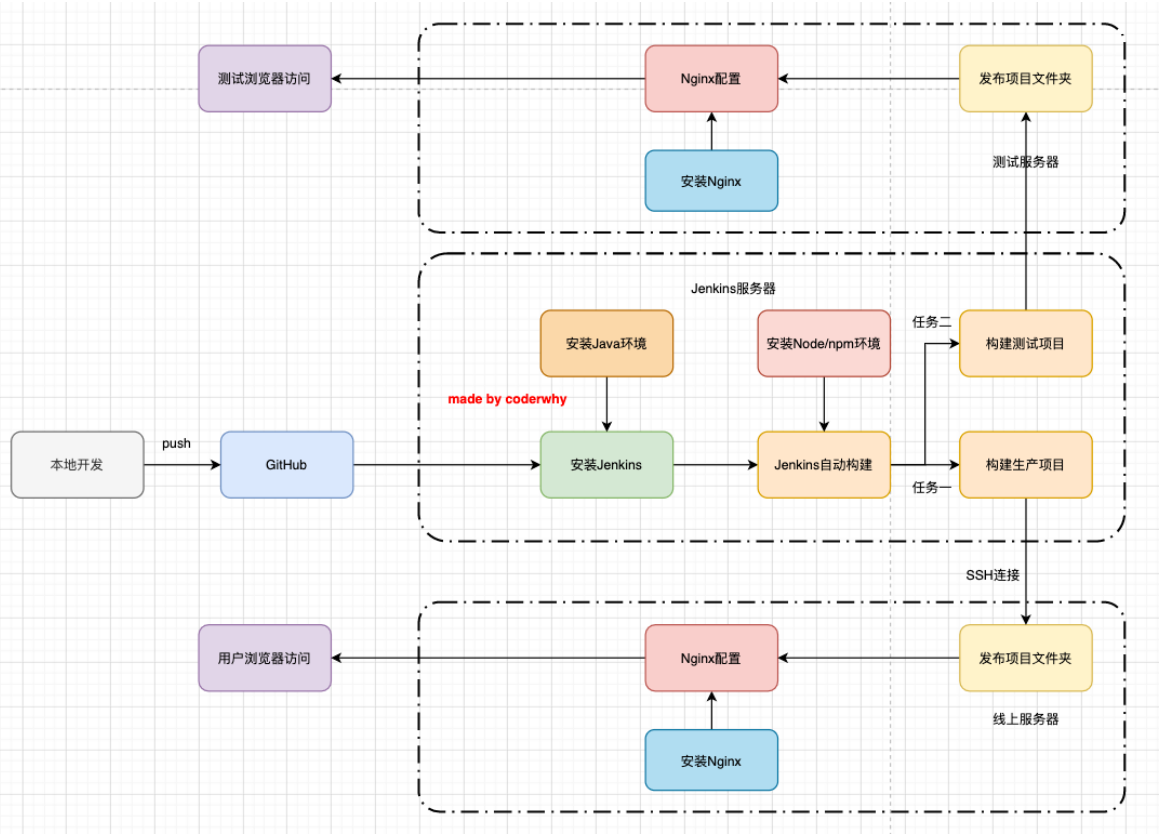 测试浏览器访问
Nginx配置
发布项目文件夹
测试服务器
安装Nginx
Jenkins服务器
安装Java环境
安装Node/npm环境
任务二
构建测试项目
made by coderwhy
本地开发
push
GitHub
安装Jenkins
Jenkins自动构建
任务一
构建生产项目
SSH连接
用户浏览器访问
Nginx配置
发布项目文件夹
线上服务器
安装Nginx